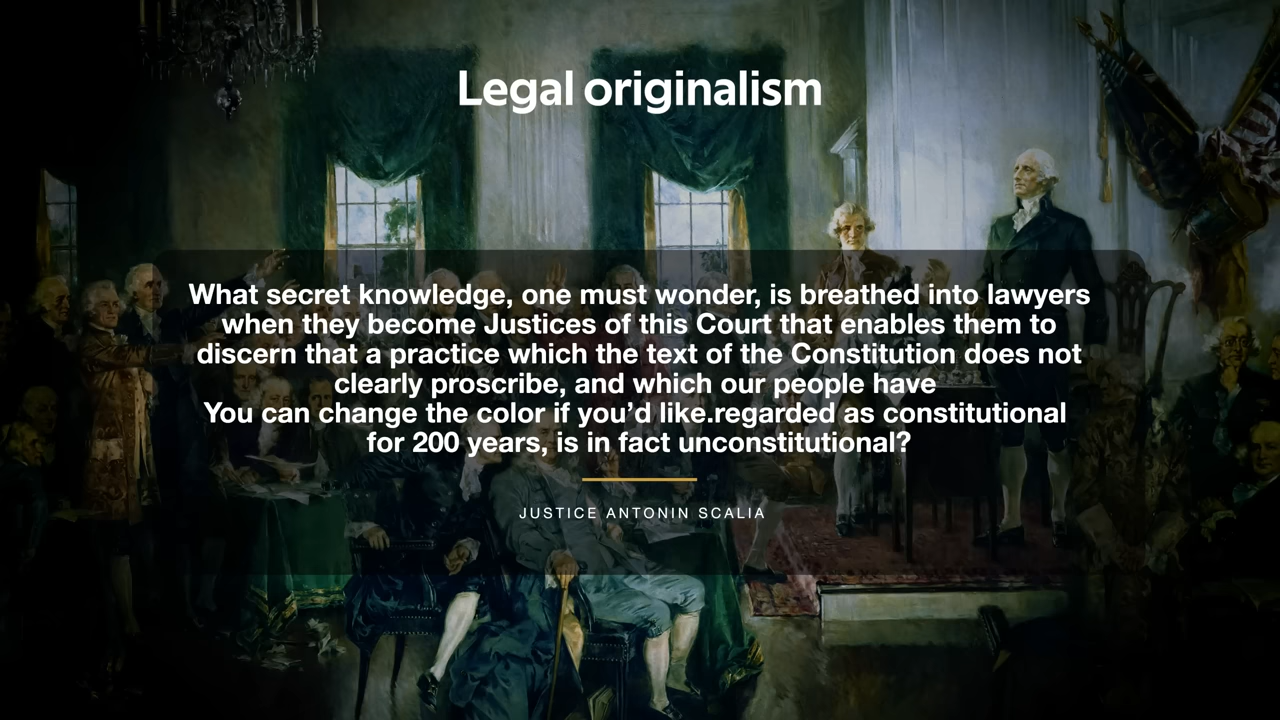 Legal originalism
What secret knowledge, one must wonder, is breathed into lawyers
when they become Justices of this Court that enables them to
discern that a practice which the text of the Constitution does not
clearly proscribe, and which our people have
You can change the color if you’d like.regarded as constitutional
for 200 years, is in fact unconstitutional?
JUSTICE ANTONIN SCALIA